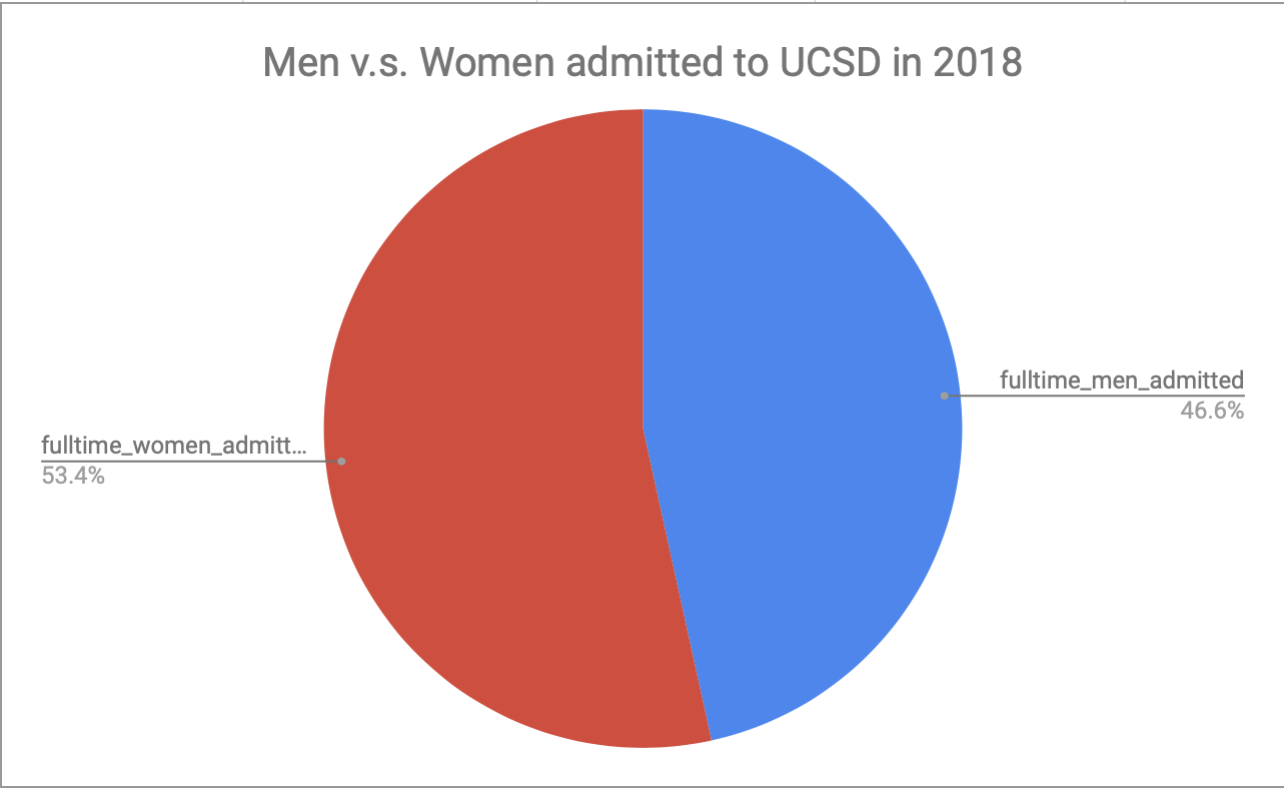 Men v.s. Women admitted to UCSD in 2018
fulltime_men_admitted
46.6%
fulltime_women_admitt...
53.4%